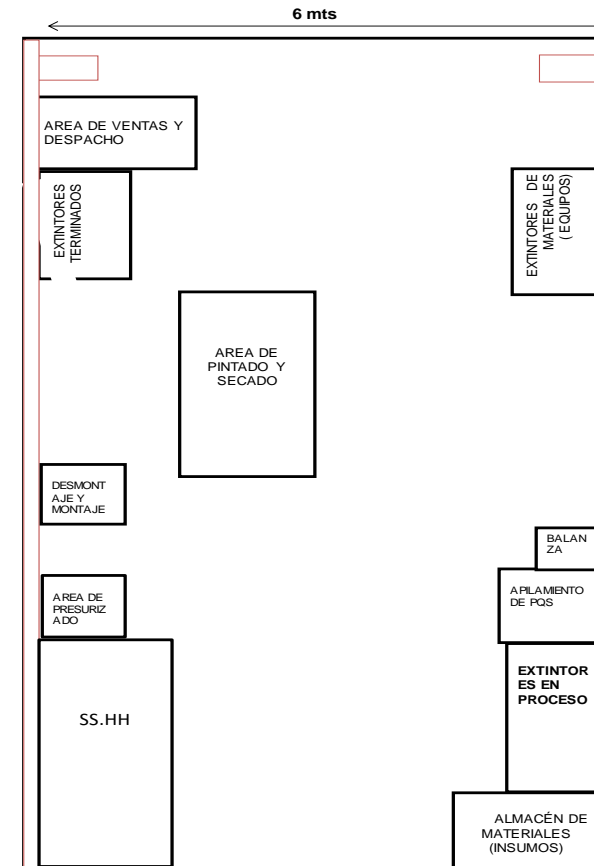 6 mts
AREA DE VENTAS Y
DESPACHO
EXTINTORES
TERMINADOS
EXTINTORES DE
MATERIALES
( EQUIPOS)
AREA DE
PINTADO Y
SECADO
DESMONT
AJE Y
MONTAJE
BALAN
ZA
AREA DE
PRESURIZ
ADO
APILAMIENTO
DE PQS
EXTINTOR
ES EN
PROCESO
SS.HH
ALMACÉN DE
MATERIALES
(INSUMOS)